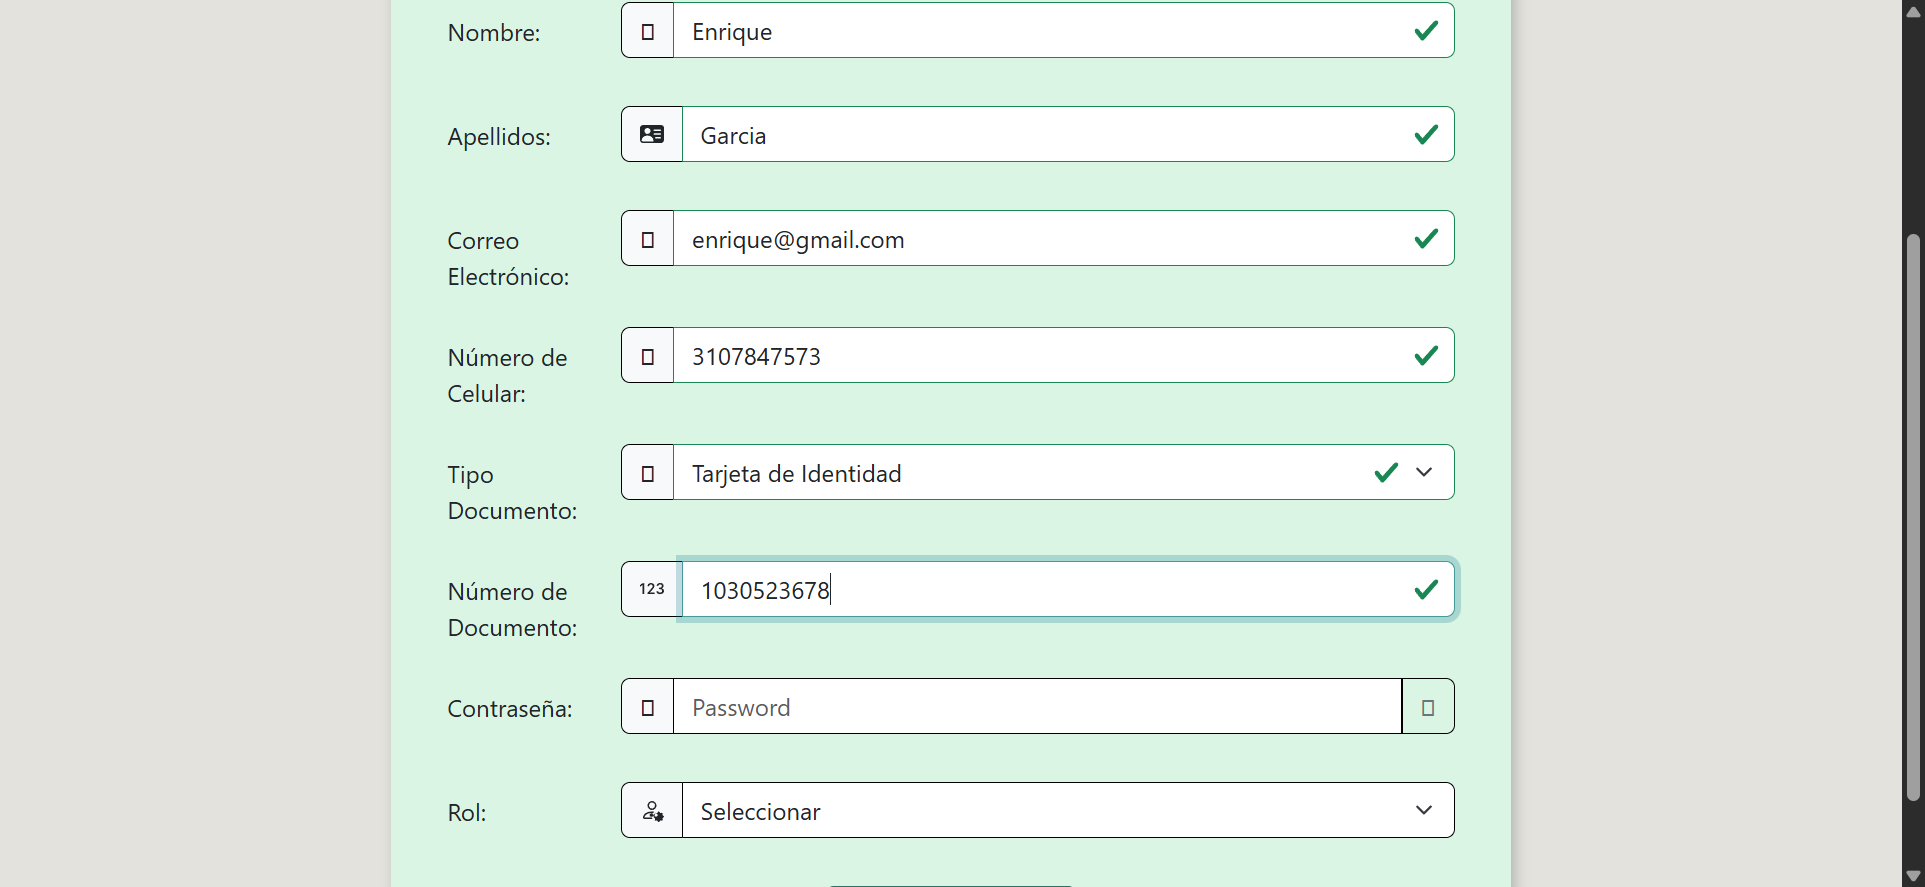 Nombre:
Enrique
Apellidos:
Garcia
Correo
Electrónico:
enrique@gmail.com
Número de
Celular:
3107847573
Tipo
Documento:
Tarjeta de Identidad
Número de
Documento:
123
1030523678
Contraseña:
Password
Rol:
Seleccionar